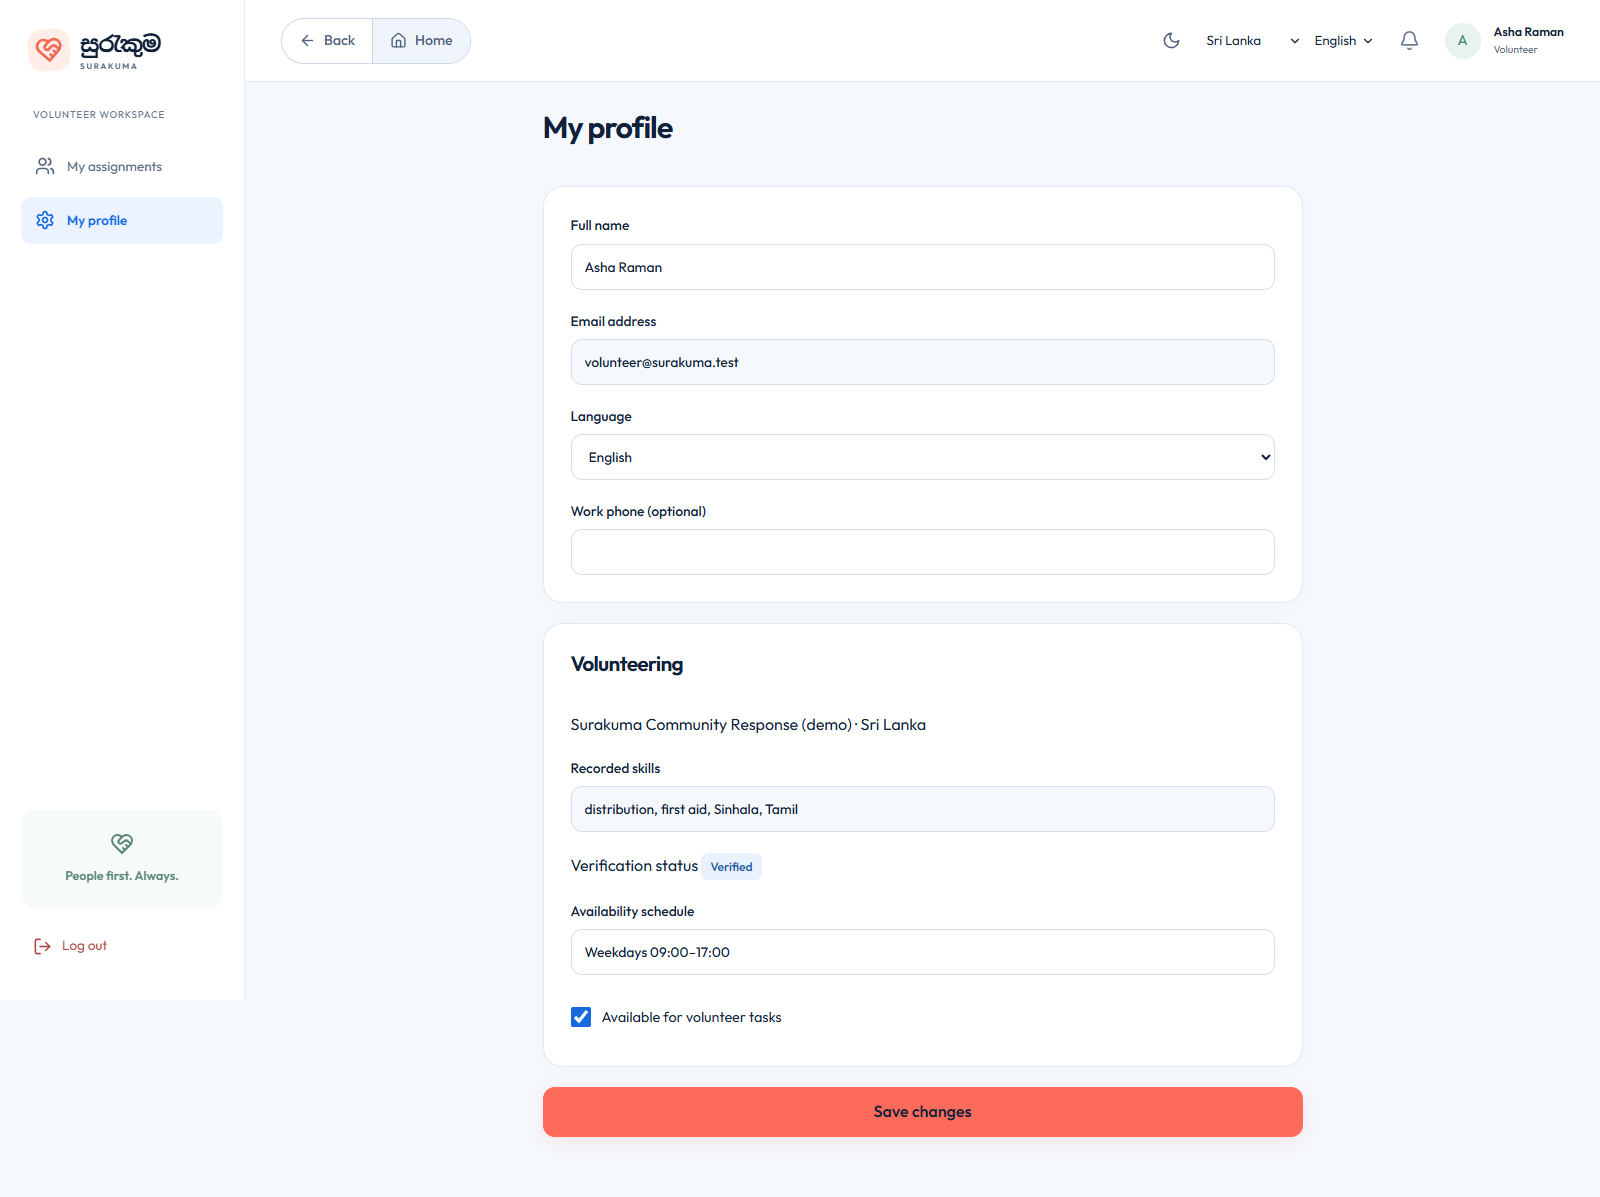 සුරැකුම
SURAKUMA
Back
Home
Sri Lanka
English
A
Asha Raman
Volunteer
VOLUNTEER WORKSPACE
My assignments
My profile
People first. Always.
Log out
My profile
Full name
Asha Raman
Email address
volunteer@surakuma.test
Language
English
Work phone (optional)
Volunteering
Surakuma Community Response (demo) · Sri Lanka
Recorded skills
distribution, first aid, Sinhala, Tamil
Verification status Verified
Availability schedule
Weekdays 09:00–17:00
Available for volunteer tasks
Save changes